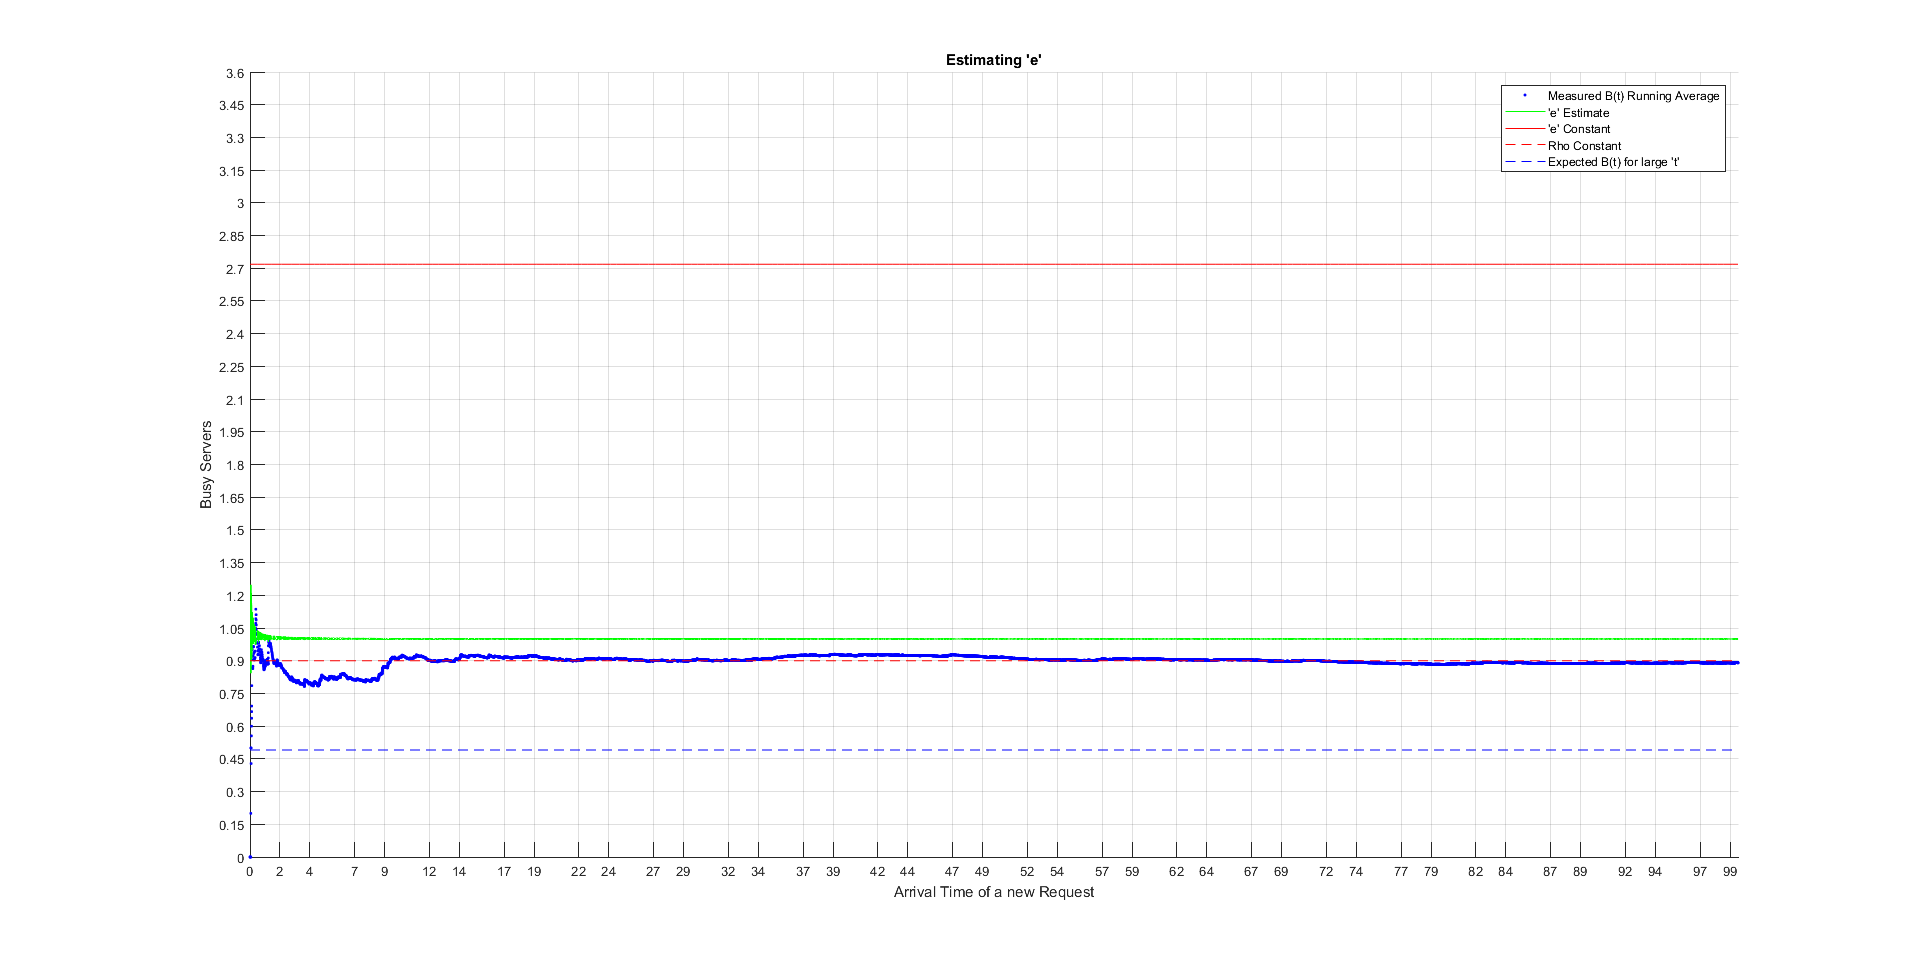 Estimating 'e'
Measured B(t) Running Average
'e' Estimate
'e' Constant
Rho Constant
Expected B(t) for large 't'
3.6
3.45
3.3
3.15
3
2.85
2.7
2.55
2.4
2.25
2.1
1.95
1.8
1.65
1.5
1.35
1.2
1.05
0.9
0.75
0.6
0.45
0.3
0.15
0
Busy Servers
0 2 4 7 9 12 14 17 19 22 24 27 29 32 34 37 39 42 44 47 49 52 54 57 59 62 64 67 69 72 74 77 79 82 84 87 89 92 94 97 99
Arrival Time of a new Request